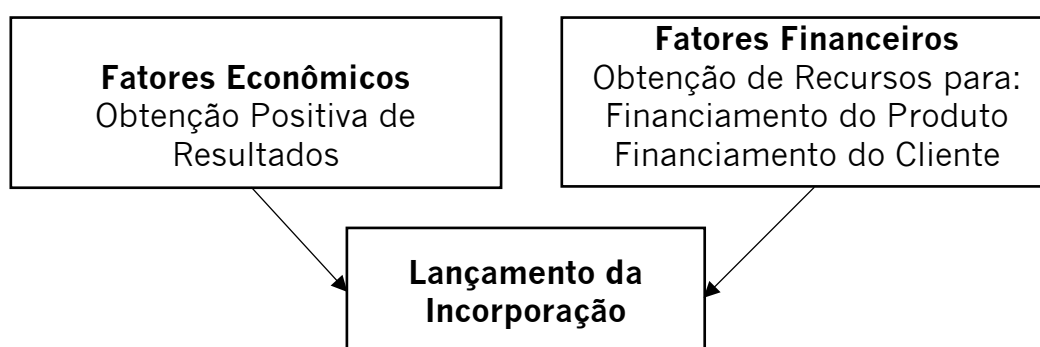 Fatores Econômicos
Obtenção Positiva de
Resultados
Fatores Financeiros
Obtenção de Recursos para:
Financiamento do Produto
Financiamento do Cliente
Lançamento da
Incorporação